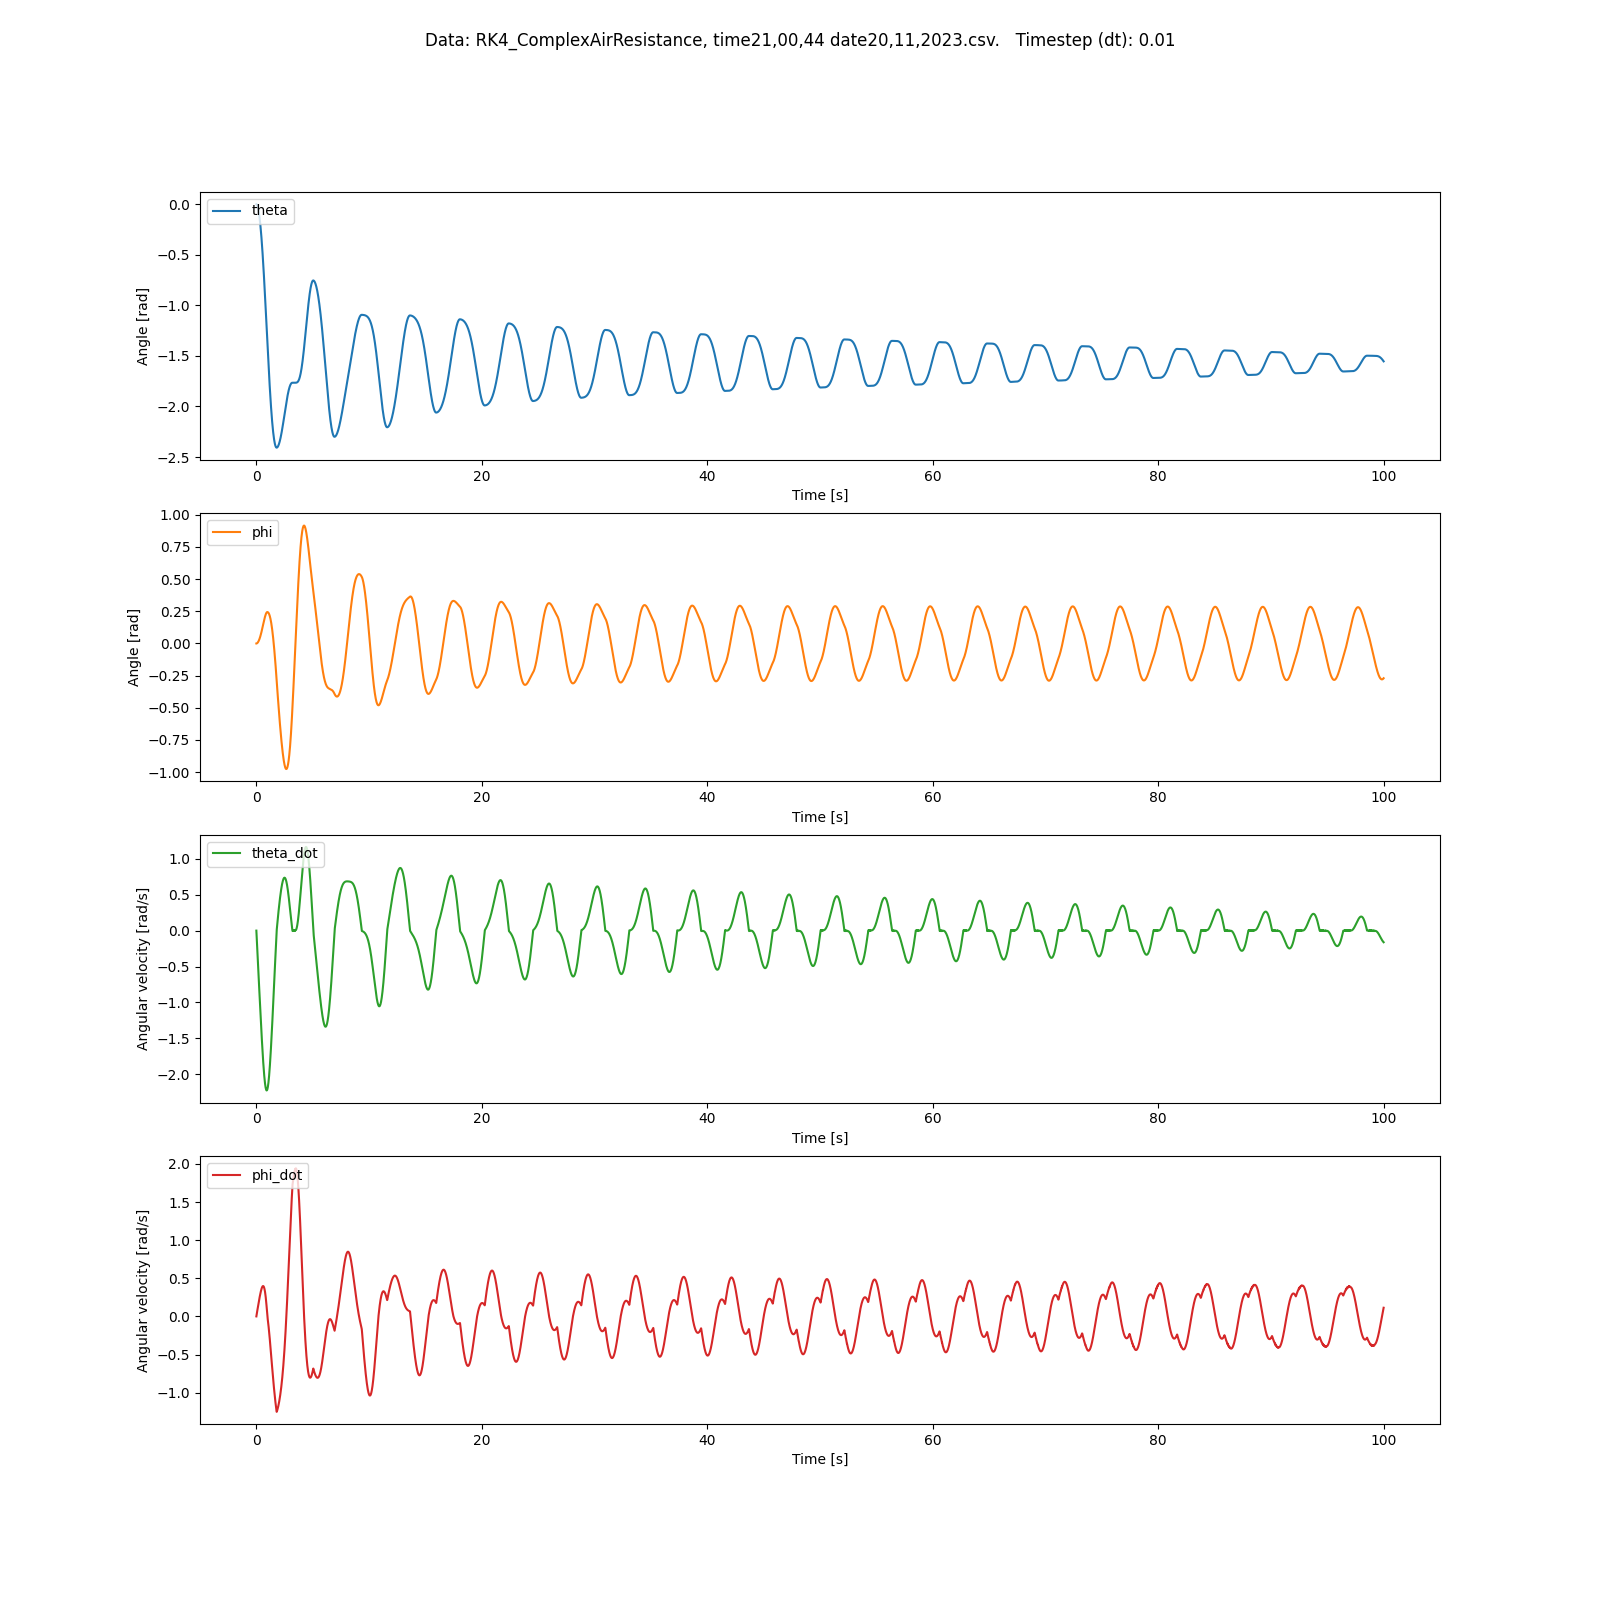 Data: RK4_ComplexAirResistance, time21,00,44 date20,11,2023.csv.   Timestep (dt): 0.01
theta
Angle [rad]
0.0
−0.5
−1.0
−1.5
−2.0
−2.5
0 20 40 60 80 100
Time [s]
phi
Angle [rad]
1.00
0.75
0.50
0.25
0.00
−0.25
−0.50
−0.75
−1.00
0 20 40 60 80 100
Time [s]
theta_dot
Angular velocity [rad/s]
1.0
0.5
0.0
−0.5
−1.0
−1.5
−2.0
0 20 40 60 80 100
Time [s]
phi_dot
Angular velocity [rad/s]
2.0
1.5
1.0
0.5
0.0
−0.5
−1.0
0 20 40 60 80 100
Time [s]